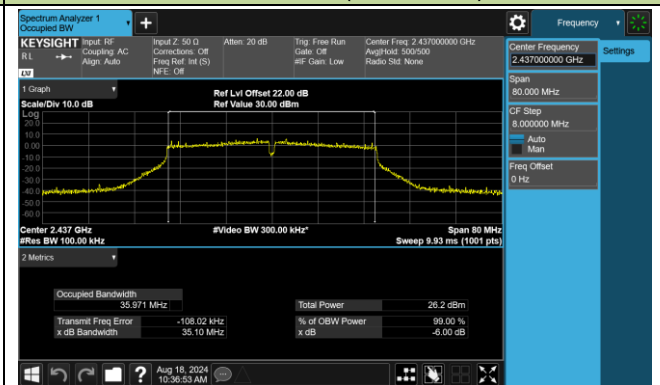 Spectrum Analyzer 1
Occupied BW
+
Frequency
KEYSIGHT
R L
LXI
Input: RF
Coupling: AC
Align: Auto
Input Z: 50 Ω
Corrections: Off
Freq Ref: Int (S)
NFE: Off
Atten: 20 dB
Trig: Free Run
Gate: Off
#IF Gain: Low
Center Freq: 2.437000000 GHz
Avg|Hold: 500/500
Radio Std: None
Center Frequency
2.437000000 GHz
Settings
Span
80.000 MHz
CF Step
8.000000 MHz
Auto
Man
Freq Offset
0 Hz
1 Graph
Scale/Div 10.0 dB
Ref Lvl Offset 22.00 dB
Ref Value 30.00 dBm
Log
20.0
10.0
0.00
-10.0
-20.0
-30.0
-40.0
-50.0
-60.0
Center 2.437 GHz
#Res BW 100.00 kHz
#Video BW 300.00 kHz*
Span 80 MHz
Sweep 9.93 ms (1001 pts)
2 Metrics
Occupied Bandwidth
35.971 MHz
Total Power 26.2 dBm
Transmit Freq Error -108.02 kHz
% of OBW Power 99.00 %
x dB Bandwidth 35.10 MHz
x dB -6.00 dB
?
Aug 18, 2024
10:36:53 AM